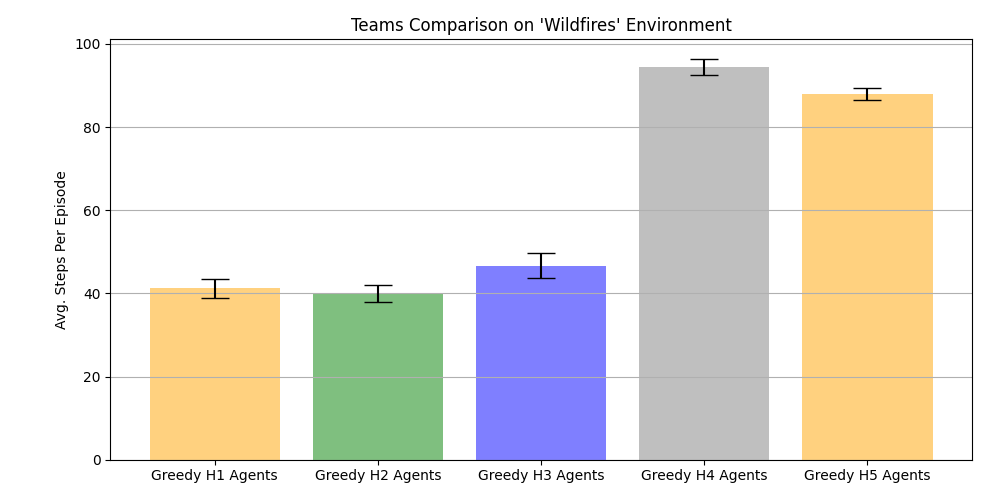 Teams Comparison on 'Wildfires' Environment
Avg. Steps Per Episode
100
80
60
40
20
0
Greedy H1 Agents
Greedy H2 Agents
Greedy H3 Agents
Greedy H4 Agents
Greedy H5 Agents